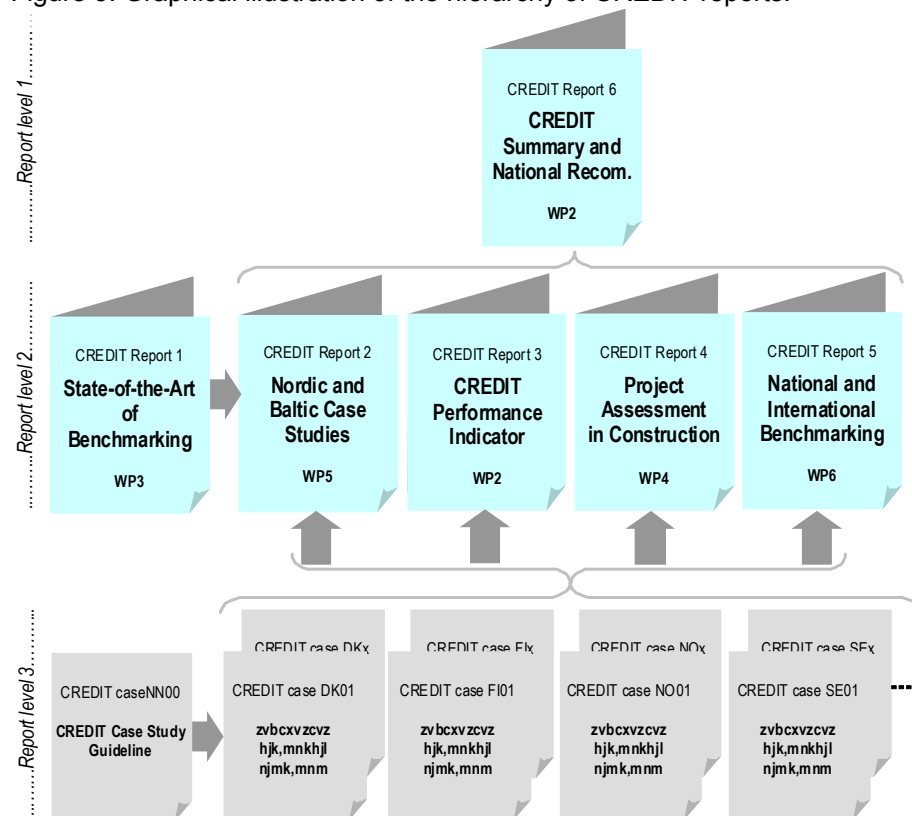 Figure 3. Graphical illustration of the hierarchy of CREDIT reports.
Report level 1
CREDIT Report 6
CREDIT
Summary and
National Recom.
WP2
Report level 2
CREDIT Report 1
State-of-the-Art
of
Benchmarking
WP3
CREDIT Report 2
Nordic and
Baltic Case
Studies
WP5
CREDIT Report 3
CREDIT
Performance
Indicator
WP2
CREDIT Report 4
Project
Assessment
in Construction
WP4
CREDIT Report 5
National and
International
Benchmarking
WP6
Report level 3
CREDIT caseNN00
CREDIT Case Study
Guideline
CREDIT case DKx
CREDIT case DK01
zvbcxvzcvz
hjk,mnkhjl
njmk,mnm
CREDIT case FIx
CREDIT case FI01
zvbcxvzcvz
hjk,mnkhjl
njmk,mnm
CREDIT case NOx
CREDIT case NO01
zvbcxvzcvz
hjk,mnkhjl
njmk,mnm
CREDIT case SEx
CREDIT case SE01
zvbcxvzcvz
hjk,mnkhjl
njmk,mnm